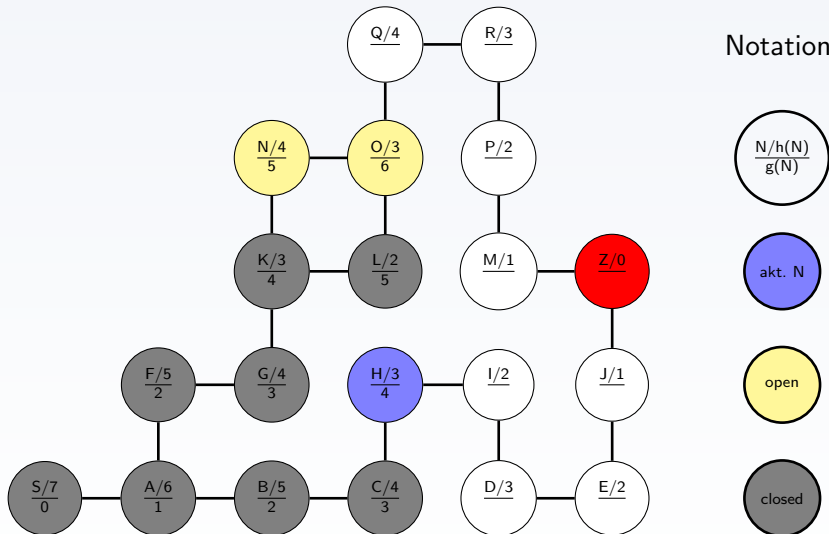 Q/4
R/3
Notation
N/4
5
O/3
6
P/2
N/h(N)
g(N)
K/3
4
L/2
5
M/1
Z/0
akt. N
F/5
2
G/4
3
H/3
4
I/2
J/1
open
S/7
0
A/6
1
B/5
2
C/4
3
D/3
E/2
closed